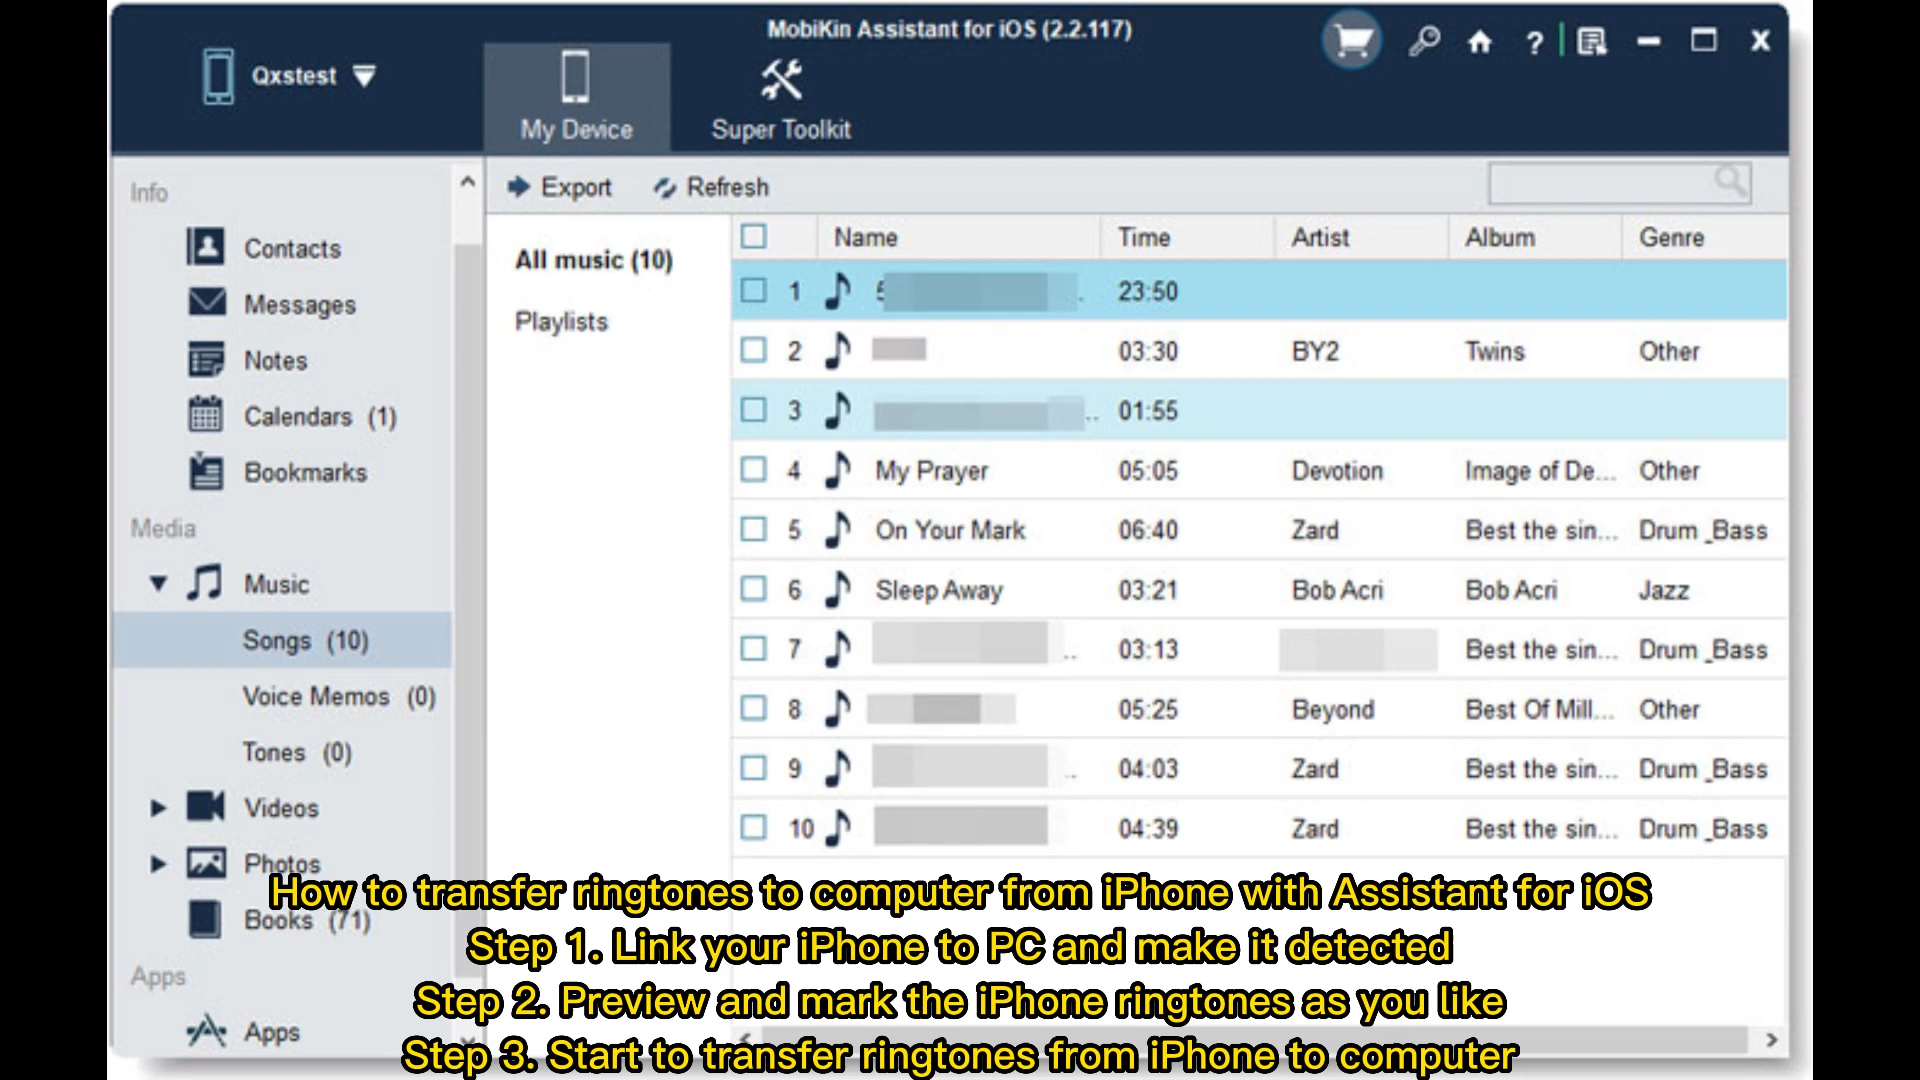 MobiKin Assistant for iOS (2.2.117)
Qxstest
My Device
Super Toolkit
?
Export
Refresh
Info
Contacts
Messages
Notes
Calendars (1)
Bookmarks
Media
Music
Songs (10)
Voice Memos (0)
Tones (0)
Videos
Photos
Books (71)
Apps
Apps
All music (10)
Playlists
Name Time Artist Album Genre
1 23:50
2 03:30 BY2 Twins Other
3 .. 01:55
4 My Prayer 05:05 Devotion Image of De... Other
5 On Your Mark 06:40 Zard Best the sin... Drum_Bass
6 Sleep Away 03:21 Bob Acri Bob Acri Jazz
7 .. 03:13 Best the sin... Drum_Bass
8 05:25 Beyond Best Of Mill... Other
9 .. 04:03 Zard Best the sin... Drum_Bass
10 04:39 Zard Best the sin... Drum_Bass
How to transfer ringtones to computer from iPhone with Assistant for iOS
Step 1. Link your iPhone to PC and make it detected
Step 2. Preview and mark the iPhone ringtones as you like
Step 3. Start to transfer ringtones from iPhone to computer